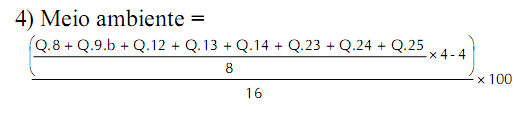 4) Meio ambiente =
(Q.8 + Q.9.b + Q.12 + Q.13 + Q.14 + Q.23 + Q.24 + Q.25
× 4 - 4)
8
× 100
16